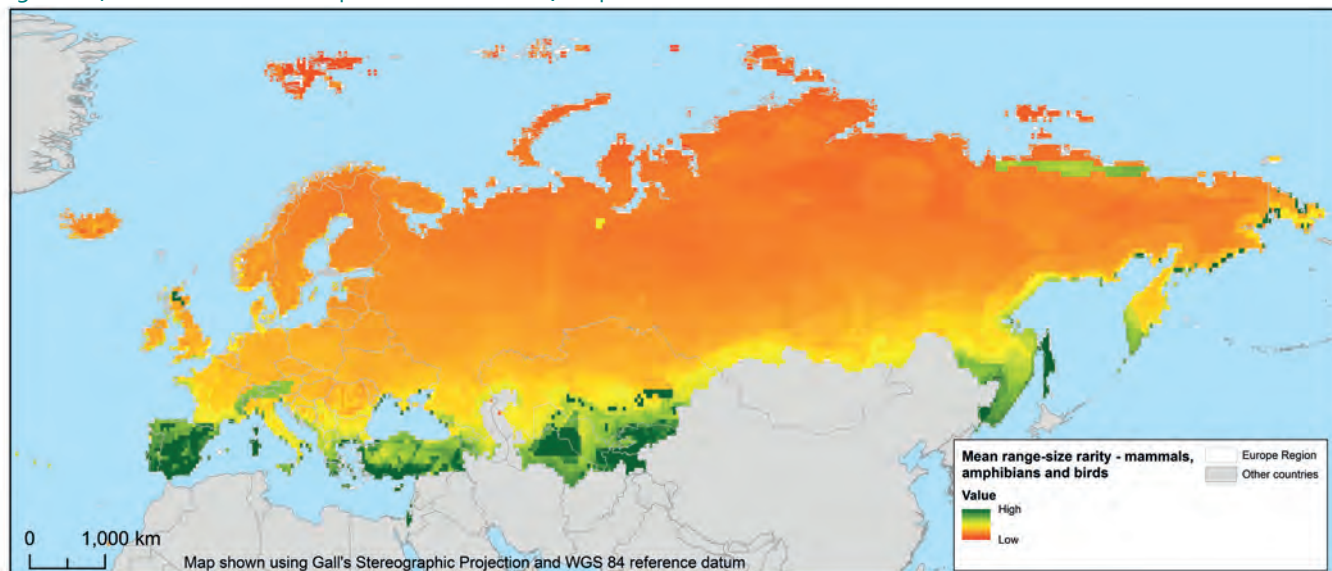 Mean range-size rarity - mammals,
amphibians and birds
Value
High
Low
Europe Region
Other countries
0 1,000 km
Map shown using Gall's Stereographic Projection and WGS 84 reference datum